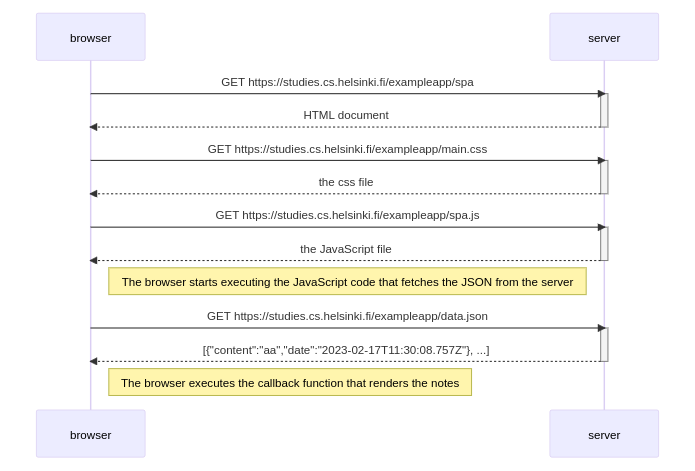 browser
server
GET https://studies.cs.helsinki.fi/exampleapp/spa
HTML document
GET https://studies.cs.helsinki.fi/exampleapp/main.css
the css file
GET https://studies.cs.helsinki.fi/exampleapp/spa.js
the JavaScript file
The browser starts executing the JavaScript code that fetches the JSON from the server
GET https://studies.cs.helsinki.fi/exampleapp/data.json
[{"content":"aa","date":"2023-02-17T11:30:08.757Z"}, ...]
The browser executes the callback function that renders the notes
browser
server